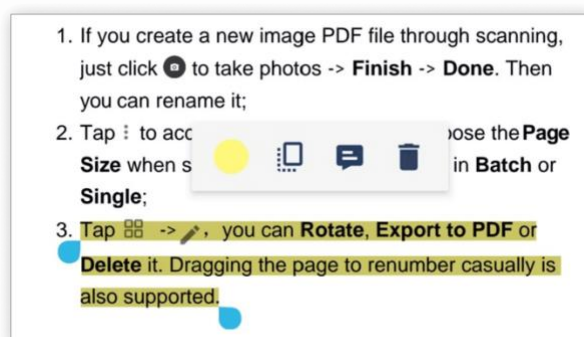 1. If you create a new image PDF file through scanning,
just click to take photos -> Finish -> Done. Then
you can rename it;
2. Tap to the Page
Size when in Batch or
Single;
3. Tap -> , you can Rotate, Export to PDF or
Delete it. Dragging the page to renumber casually is
also supported.